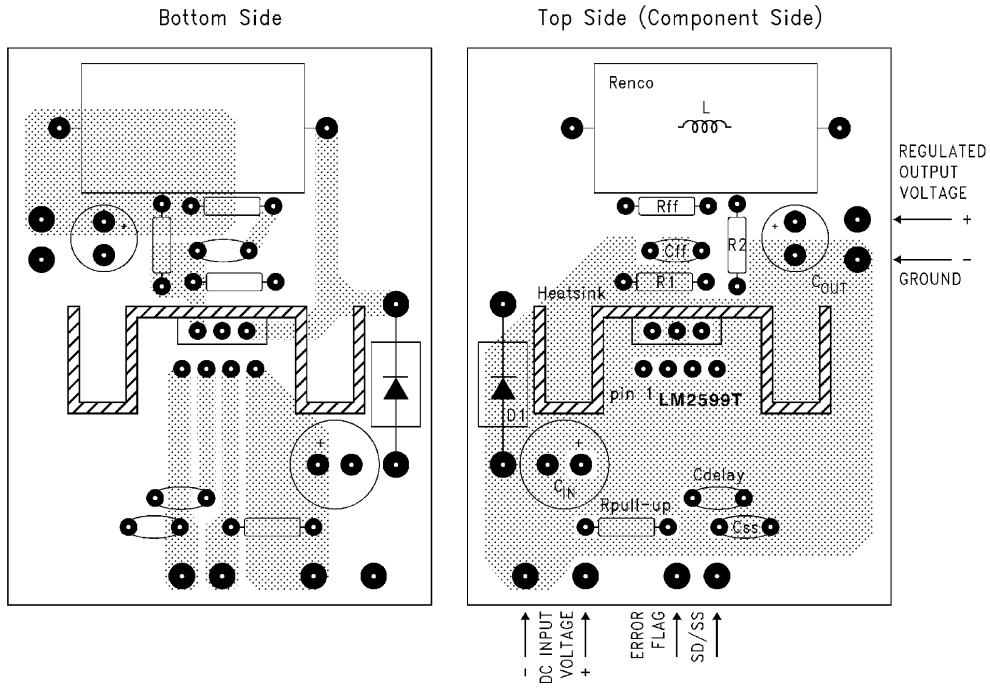 Bottom Side
Top Side (Component Side)
Renco
L
REGULATED
OUTPUT
VOLTAGE
+
-
GROUND
Rff
Cff
R1
R2
+
COUT
Heatsink
pin 1
LM2599T
D1
+
CIN
Cdelay
Rpull-up
Css
+
+
- DC INPUT
VOLTAGE +
ERROR
FLAG
SD/SS